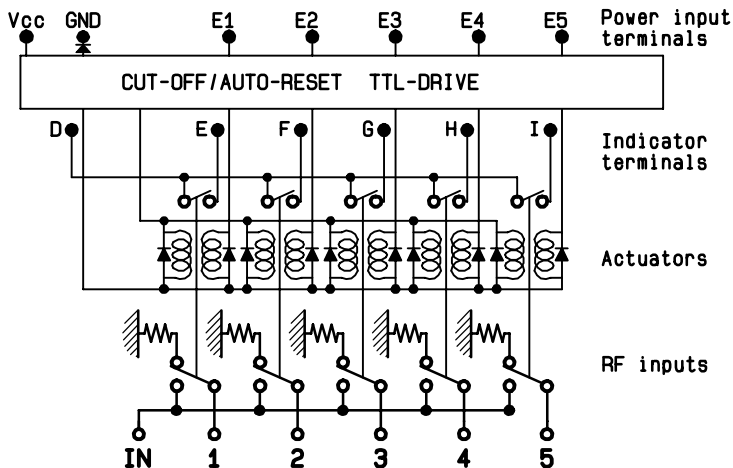 Vcc GND E1 E2 E3 E4 E5 Power input
terminals
CUT-OFF/AUTO-RESET TTL-DRIVE
D E F G H I Indicator
terminals
Actuators
RF inputs
IN 1 2 3 4 5